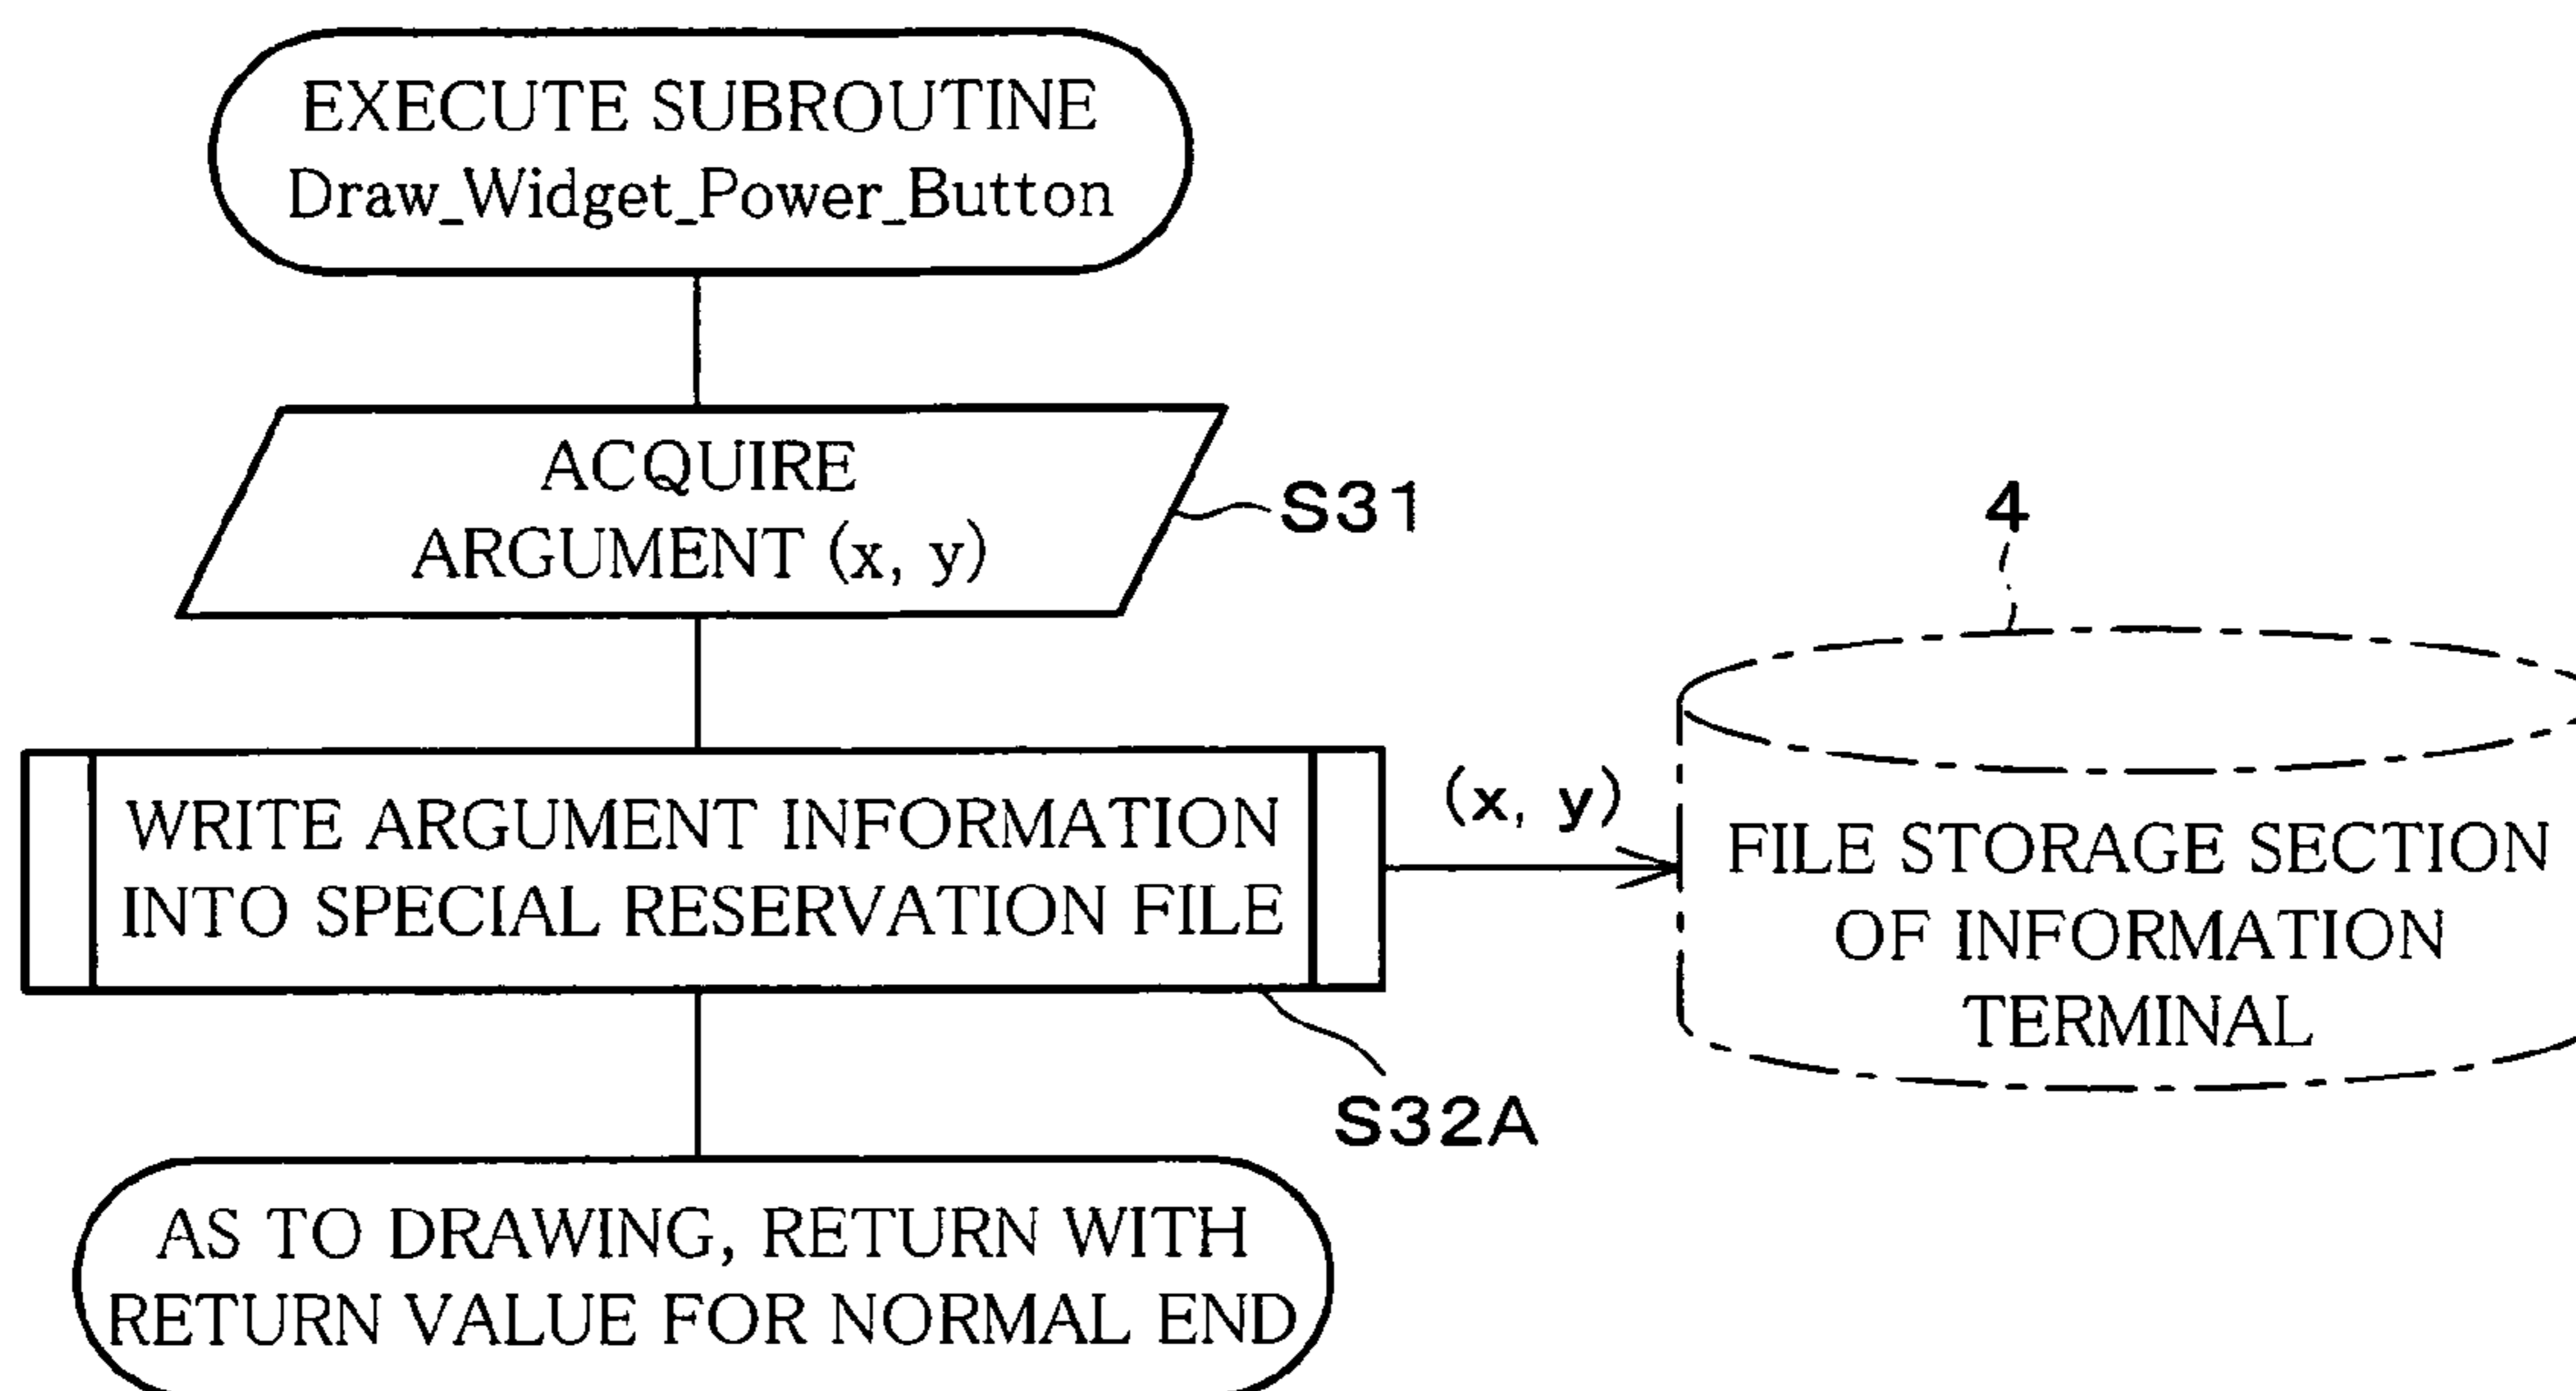 EXECUTE SUBROUTINE
Draw_Widget_Power_Button
ACQUIRE
ARGUMENT (x, y)
S31
4
WRITE ARGUMENT INFORMATION
INTO SPECIAL RESERVATION FILE
(x, y)
FILE STORAGE SECTION
OF INFORMATION
TERMINAL
S32A
AS TO DRAWING, RETURN WITH
RETURN VALUE FOR NORMAL END